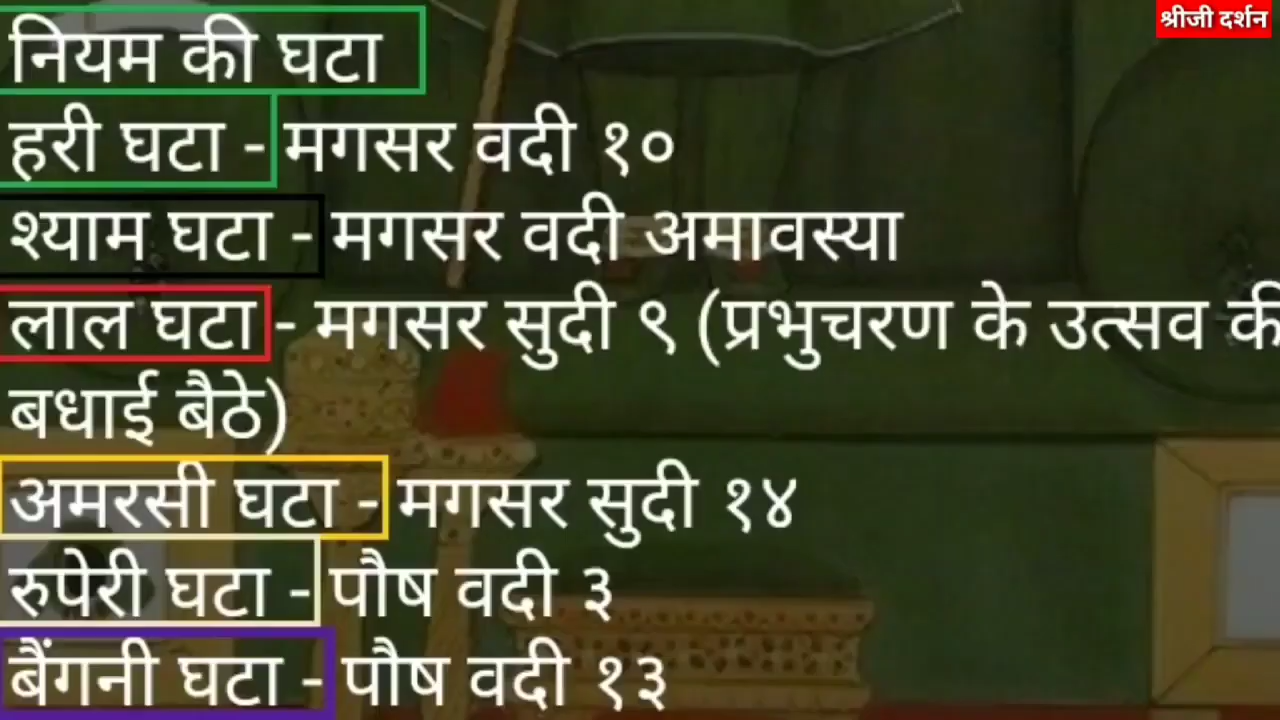 श्रीजी दर्शन
नियम की घटा
हरी घटा - मगसर वदी १०
श्याम घटा - मगसर वदी अमावस्या
लाल घटा - मगसर सुदी ९ (प्रभुचरण के उत्सव की
बधाई बैठे)
अमरसी घटा - मगसर सुदी १४
रुपेरी घटा - पौष वदी ३
बैंगनी घटा - पौष वदी १३